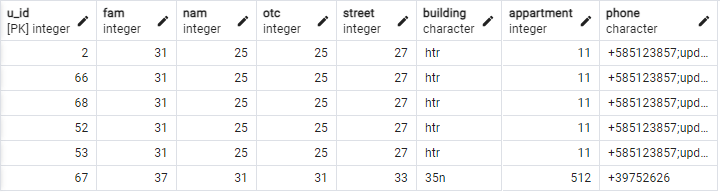 u_id fam nam otc street building appartment phone
[PK] integer integer integer integer integer character integer character
2 31 25 25 27 htr 11 +585123857;upd...
66 31 25 25 27 htr 11 +585123857;upd...
68 31 25 25 27 htr 11 +585123857;upd...
52 31 25 25 27 htr 11 +585123857;upd...
53 31 25 25 27 htr 11 +585123857;upd...
67 37 31 31 33 35n 512 +39752626